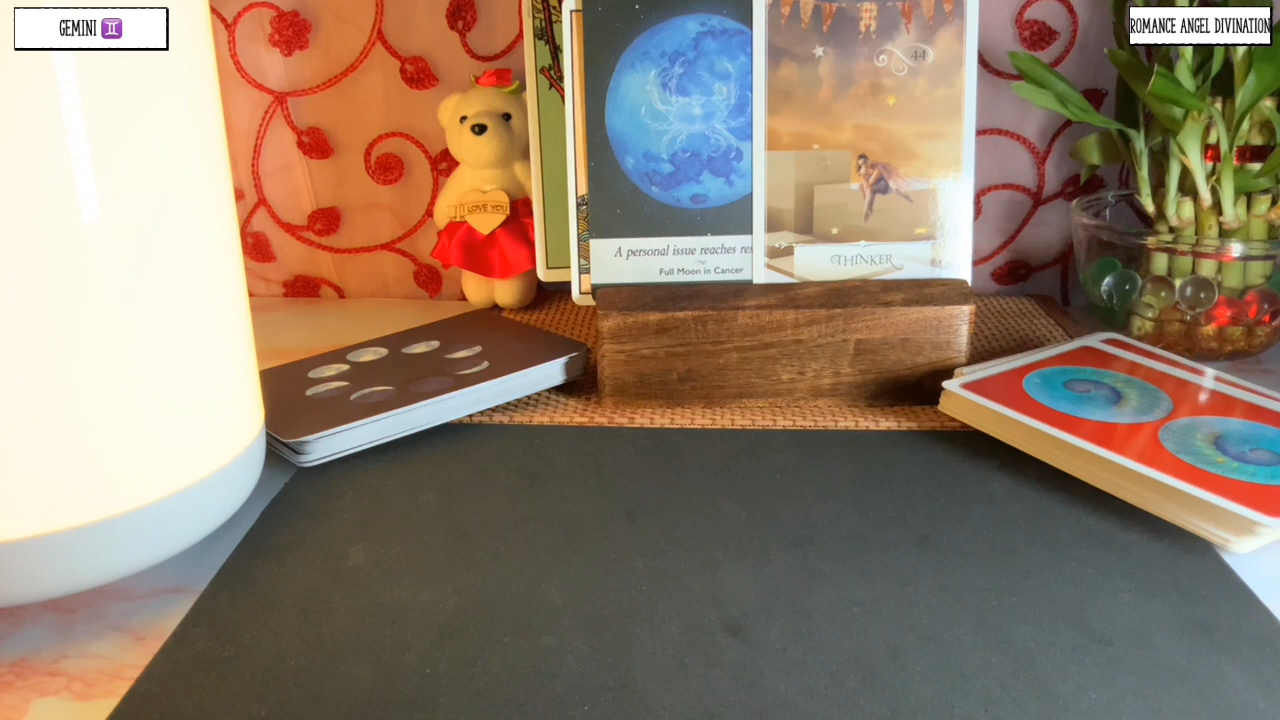 GEMINI ♊
ROMANCE ANGEL DIVINATION
44
I LOVE YOU
A personal issue reaches res
Full Moon in Cancer
THINKER